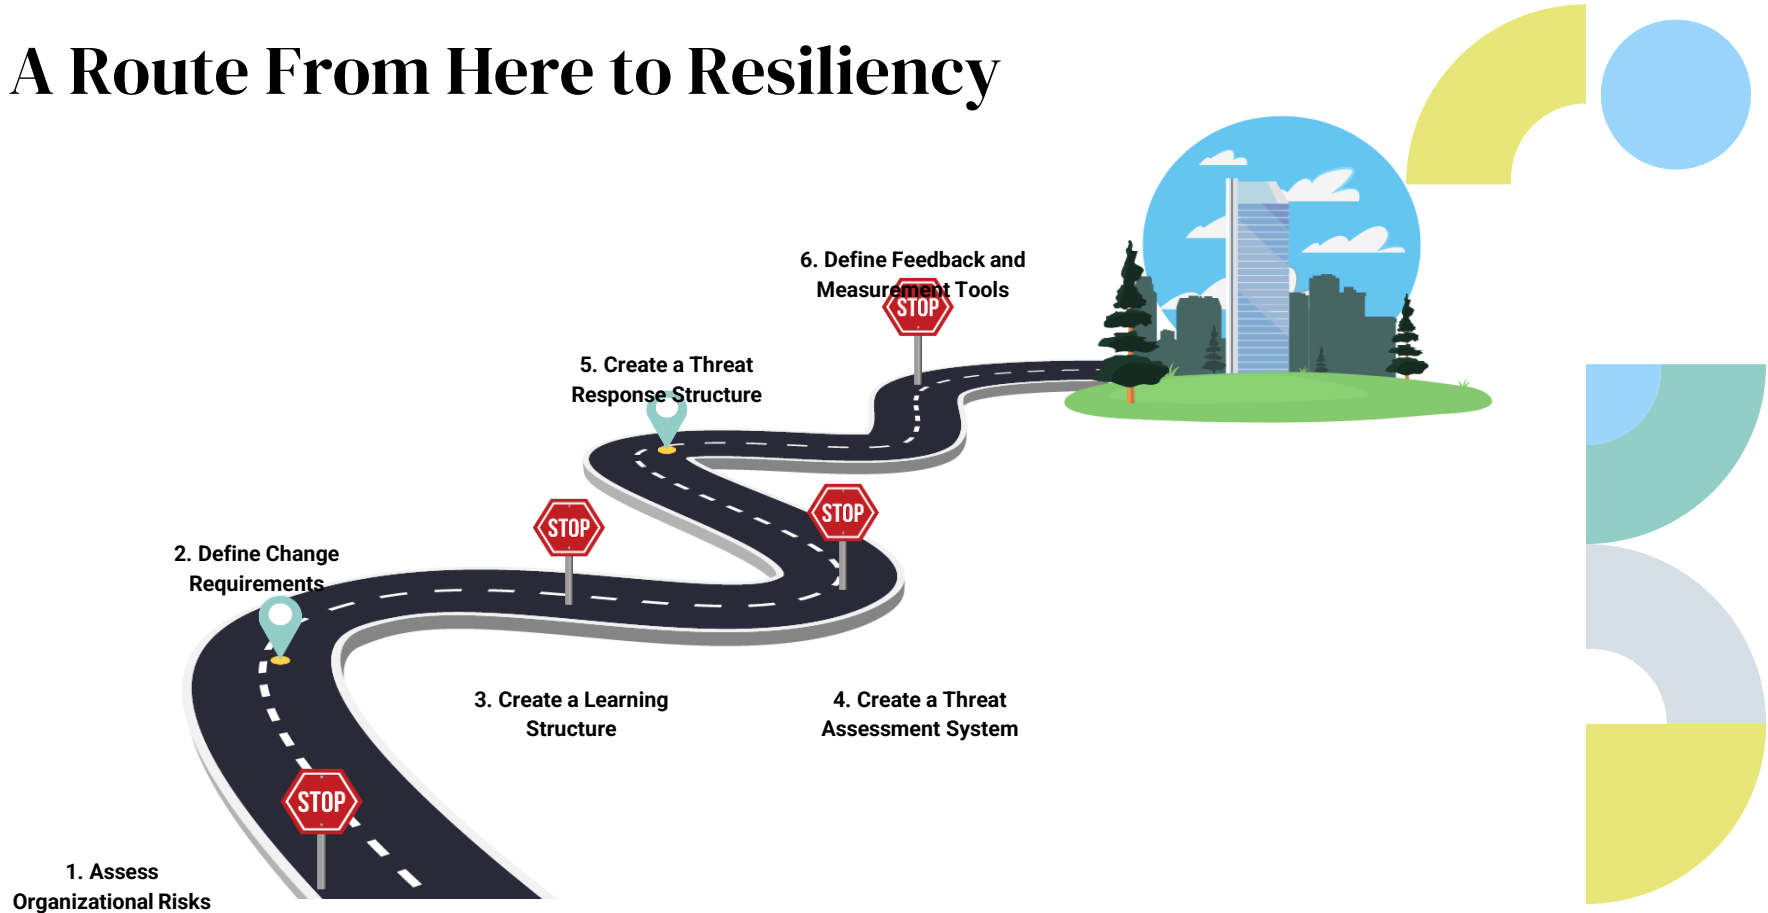 A Route From Here to Resiliency
6. Define Feedback and
Measurement Tools
STOP
5. Create a Threat
Response Structure
STOP
STOP
2. Define Change
Requirements
3. Create a Learning
Structure
4. Create a Threat
Assessment System
STOP
1. Assess
Organizational Risks